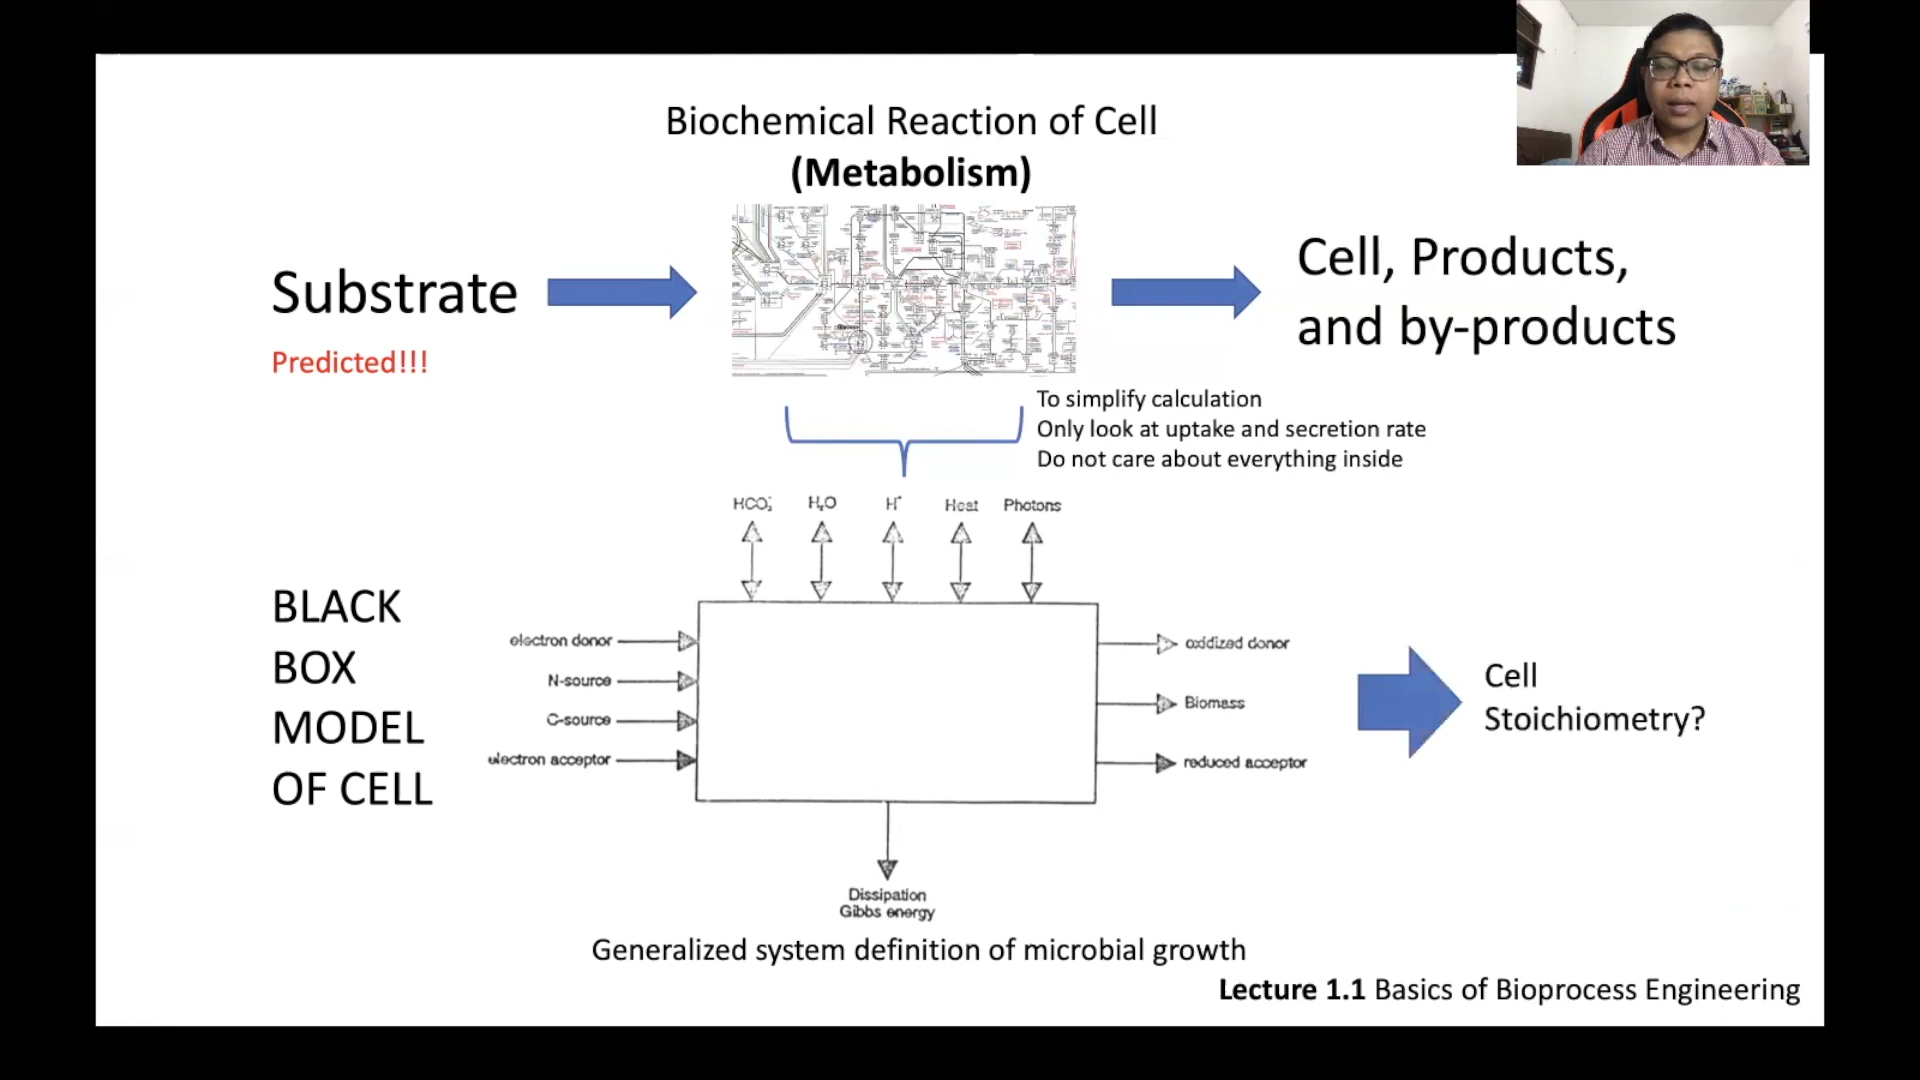 Biochemical Reaction of Cell
(Metabolism)
Substrate
Predicted!!!
Cell, Products,
and by-products
To simplify calculation
Only look at uptake and secretion rate
Do not care about everything inside
HCO₃⁻ H₂O H⁺ Heat Photons
BLACK
BOX
MODEL
OF CELL
electron donor
N-source
C-source
electron acceptor
oxidized donor
Biomass
reduced acceptor
Cell
Stoichiometry?
Dissipation
Gibbs energy
Generalized system definition of microbial growth
Lecture 1.1 Basics of Bioprocess Engineering